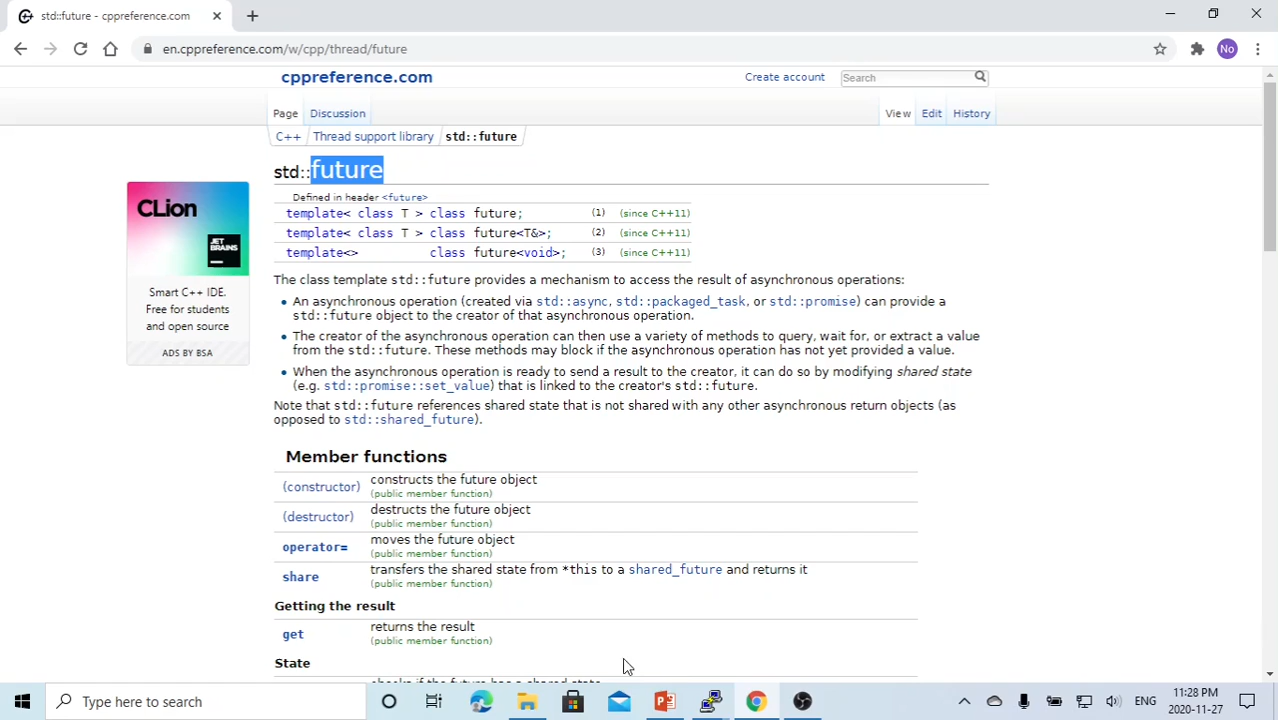 std::future - cppreference.com
en.cppreference.com/w/cpp/thread/future
No
cppreference.com
Create account
Search
Page
Discussion
View
Edit
History
C++
Thread support library
std::future
std::future
Defined in header <future>
template< class T > class future; (1) (since C++11)
template< class T > class future<T&>; (2) (since C++11)
template<> class future<void>; (3) (since C++11)
CLion
JET
BRAINS
Smart C++ IDE.
Free for students
and open source
ADS BY BSA
The class template std::future provides a mechanism to access the result of asynchronous operations:
• An asynchronous operation (created via std::async, std::packaged_task, or std::promise) can provide a
std::future object to the creator of that asynchronous operation.
• The creator of the asynchronous operation can then use a variety of methods to query, wait for, or extract a value
from the std::future. These methods may block if the asynchronous operation has not yet provided a value.
• When the asynchronous operation is ready to send a result to the creator, it can do so by modifying shared state
(e.g. std::promise::set_value) that is linked to the creator's std::future.
Note that std::future references shared state that is not shared with any other asynchronous return objects (as
opposed to std::shared_future).
Member functions
(constructor) constructs the future object
(public member function)
(destructor) destructs the future object
(public member function)
operator= moves the future object
(public member function)
share transfers the shared state from *this to a shared_future and returns it
(public member function)
Getting the result
get returns the result
(public member function)
State
checks if the future has a shared state
Type here to search
ENG
11:28 PM
2020-11-27